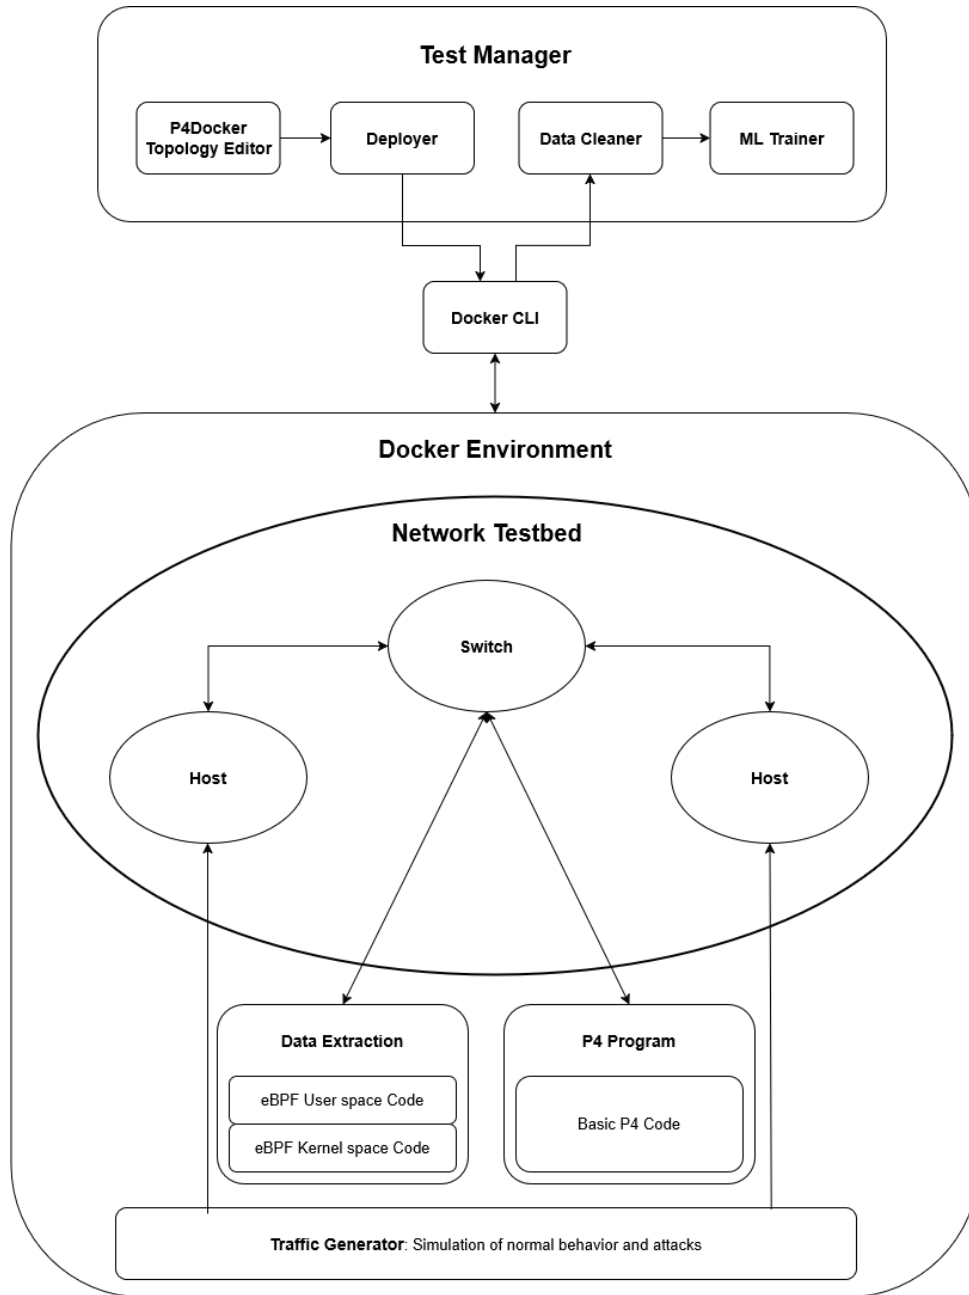 Test Manager
P4Docker
Topology Editor
Deployer
Data Cleaner
ML Trainer
Docker CLI
Docker Environment
Network Testbed
Switch
Host
Host
Data Extraction
eBPF User space Code
eBPF Kernel space Code
P4 Program
Basic P4 Code
Traffic Generator: Simulation of normal behavior and attacks